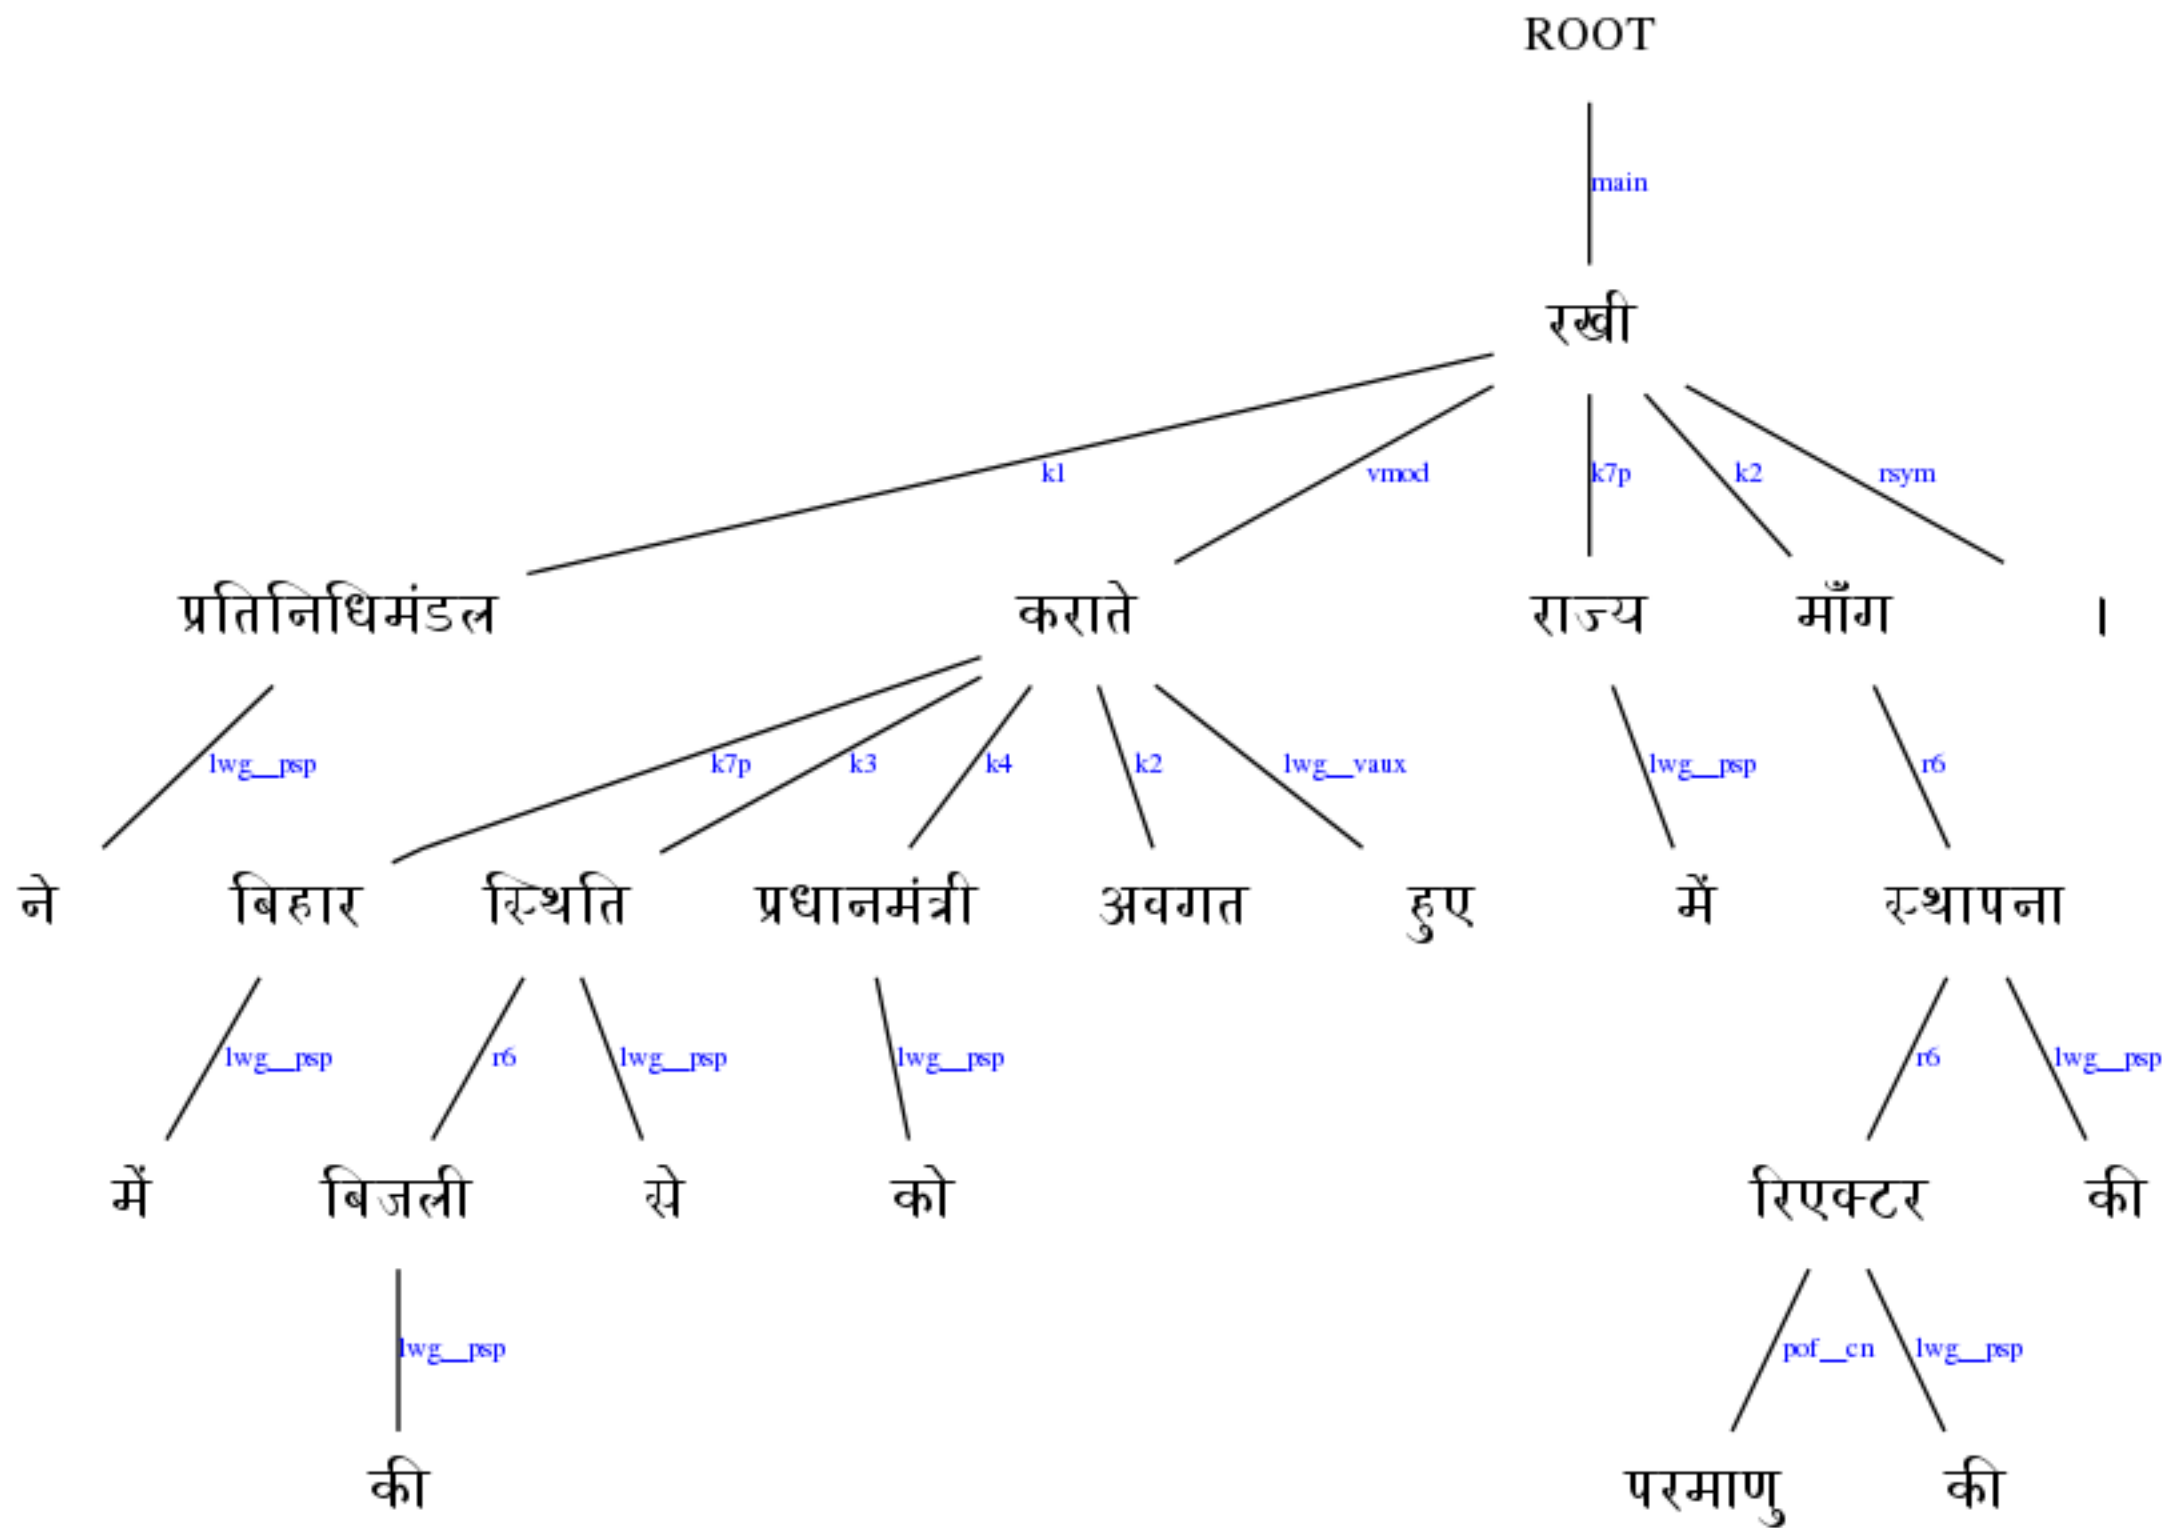 ROOT
main
रखी
k1 vmod k7p k2 rsym
प्रतिनिधिमंडल कराते राज्य माँग ।
lwg__psp k7p k3 k4 k2 lwg__vaux lwg__psp r6
ने बिहार स्थिति प्रधानमंत्री अवगत हुए में स्थापना
lwg__psp r6 lwg__psp lwg__psp r6 lwg__psp
में बिजली से को रिएक्टर की
lwg__psp pof__cn lwg__psp
की परमाणु की